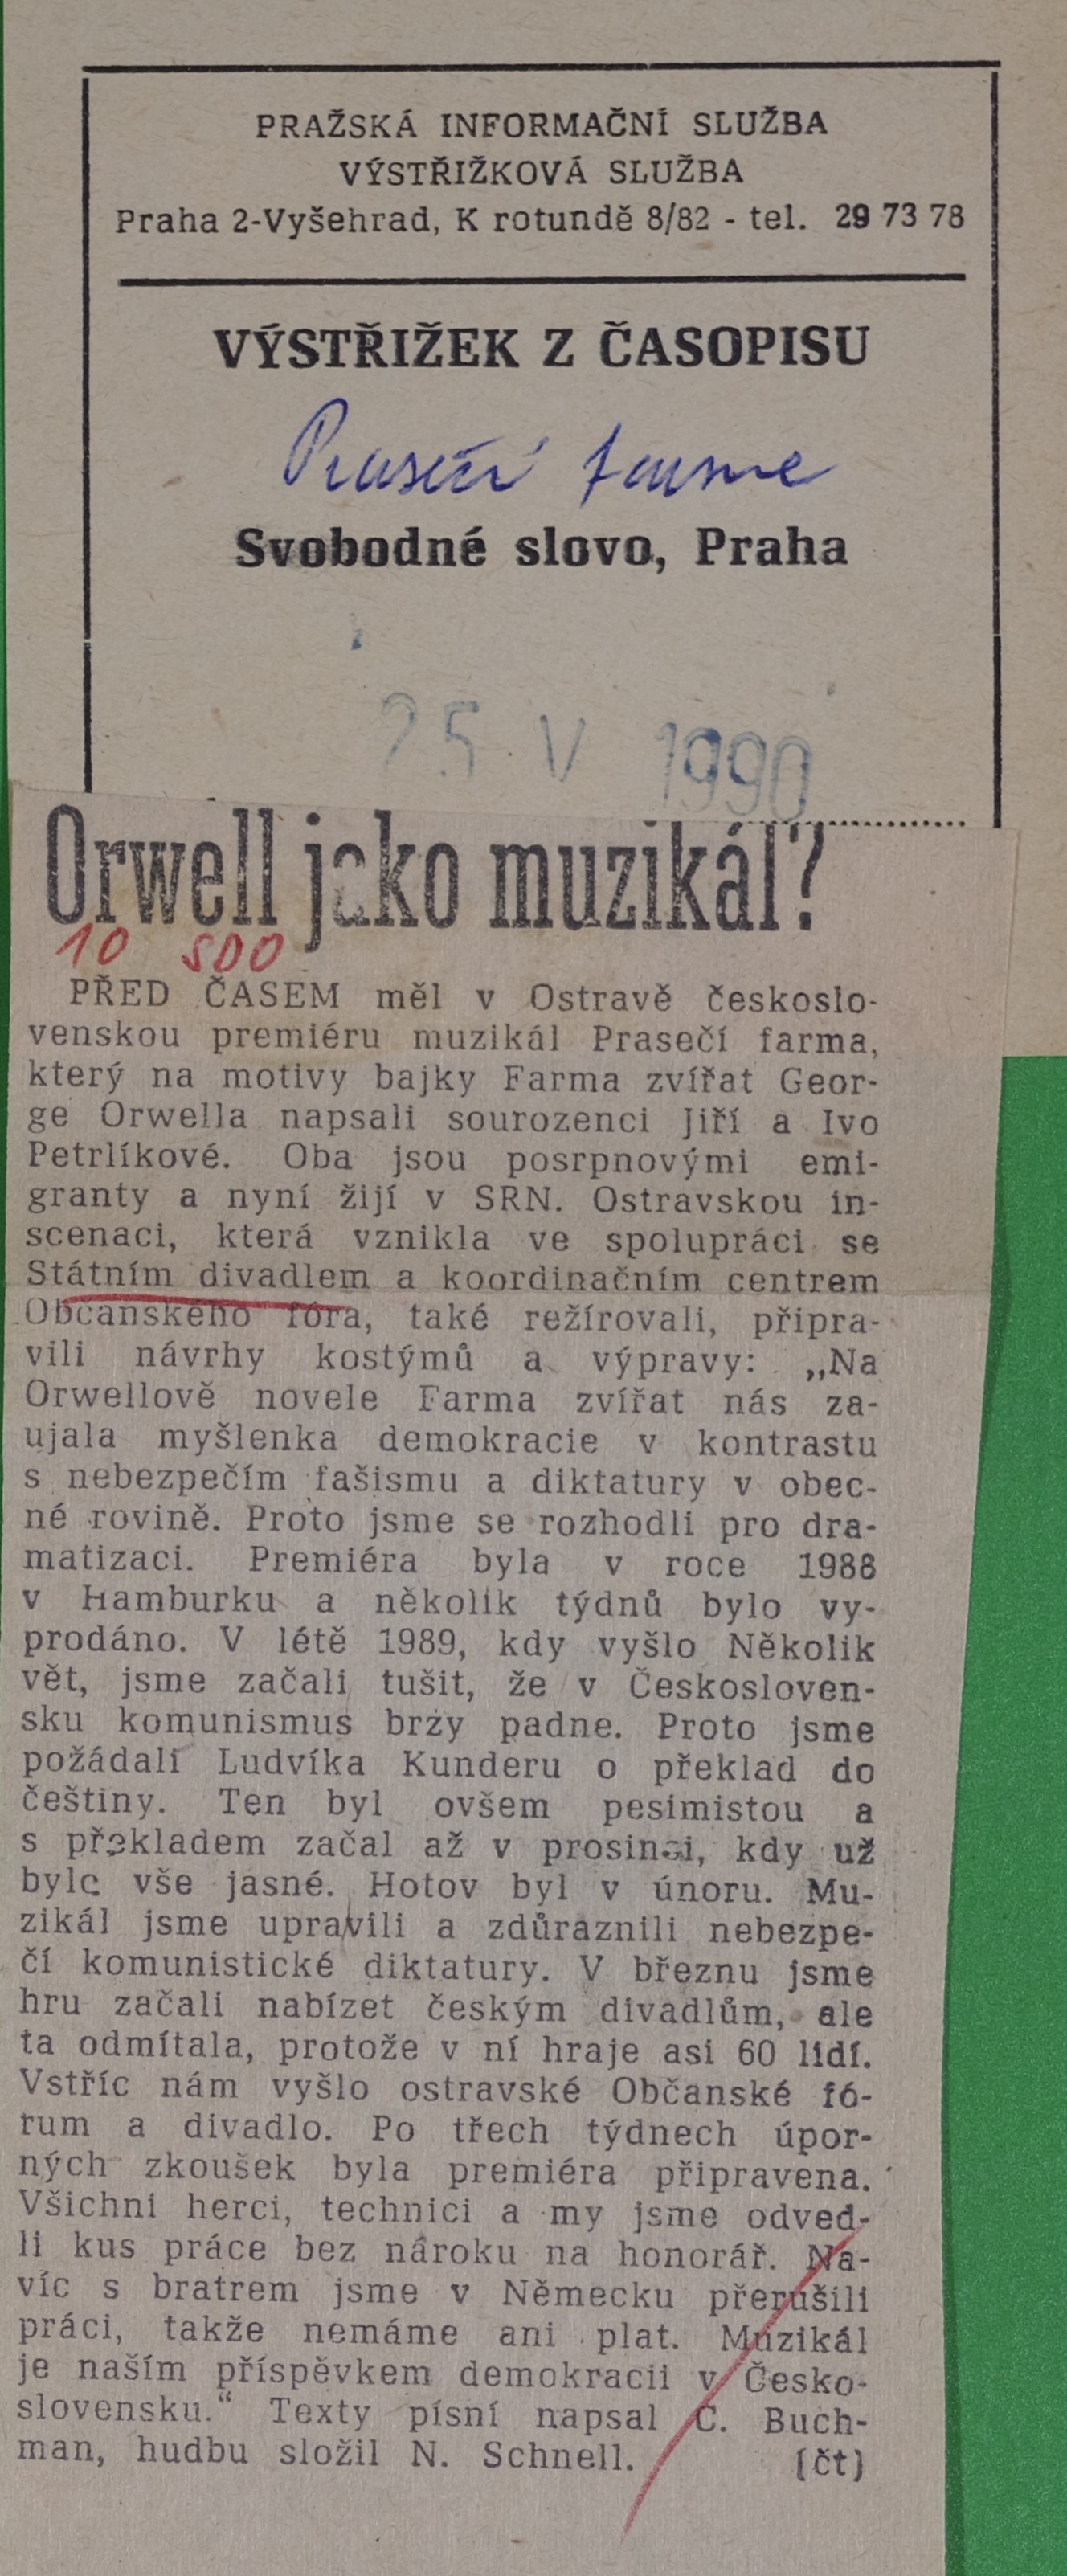 PRAŽSKÁ INFORMAČNÍ SLUŽBA
VÝSTŘIŽKOVÁ SLUŽBA
Praha 2-Vyšehrad, K rotundě 8/82 - tel. 29 73 78
VÝSTŘIŽEK Z ČASOPISU
Prasečí farma
Svobodné slovo, Praha
25. V 1990
Orwell jako muzikál?
10 SDO
PŘED ČASEM měl v Ostravě českoslo-
venskou premiéru muzikál Prasečí farma,
který na motivy bajky Farma zvířat Geor-
ge Orwella napsali sourozenci Jiří a Ivo
Petrlíkové. Oba jsou posrpnovými emi-
granty a nyní žijí v SRN. Ostravskou in-
scenaci, která vznikla ve spolupráci se
Státním divadlem a koordinačním centrem
Občanského fóra, také režírovali, připra-
vili návrhy kostýmů a výpravy: „Na
Orwellově novele Farma zvířat nás za-
ujala myšlenka demokracie v kontrastu
s nebezpečím fašismu a diktatury v obec-
né rovině. Proto jsme se rozhodli pro dra-
matizaci. Premiéra byla v roce 1988
v Hamburku a několik týdnů bylo vy-
prodáno. V létě 1989, kdy vyšlo Několik
vět, jsme začali tušit, že v Českosloven-
sku komunismus brzy padne. Proto jsme
požádali Ludvíka Kunderu o překlad do
češtiny. Ten byl ovšem pesimistou a
s překladem začal až v prosinci, kdy už
bylo vše jasné. Hotov byl v únoru. Mu-
zikál jsme upravili a zdůraznili nebezpe-
čí komunistické diktatury. V březnu jsme
hru začali nabízet českým divadlům, ale
ta odmítala, protože v ní hraje asi 60 lidí.
Vstříc nám vyšlo ostravské Občanské fó-
rum a divadlo. Po třech týdnech úpor-
ných zkoušek byla premiéra připravena.
Všichni herci, technici a my jsme odved-
li kus práce bez nároku na honorář. Na-
víc s bratrem jsme v Německu přerušili
práci, takže nemáme ani plat. Muzikál
je naším příspěvkem demokracii v Česko-
slovensku.“ Texty písní napsal C. Buch-
man, hudbu složil N. Schnell. (čt)